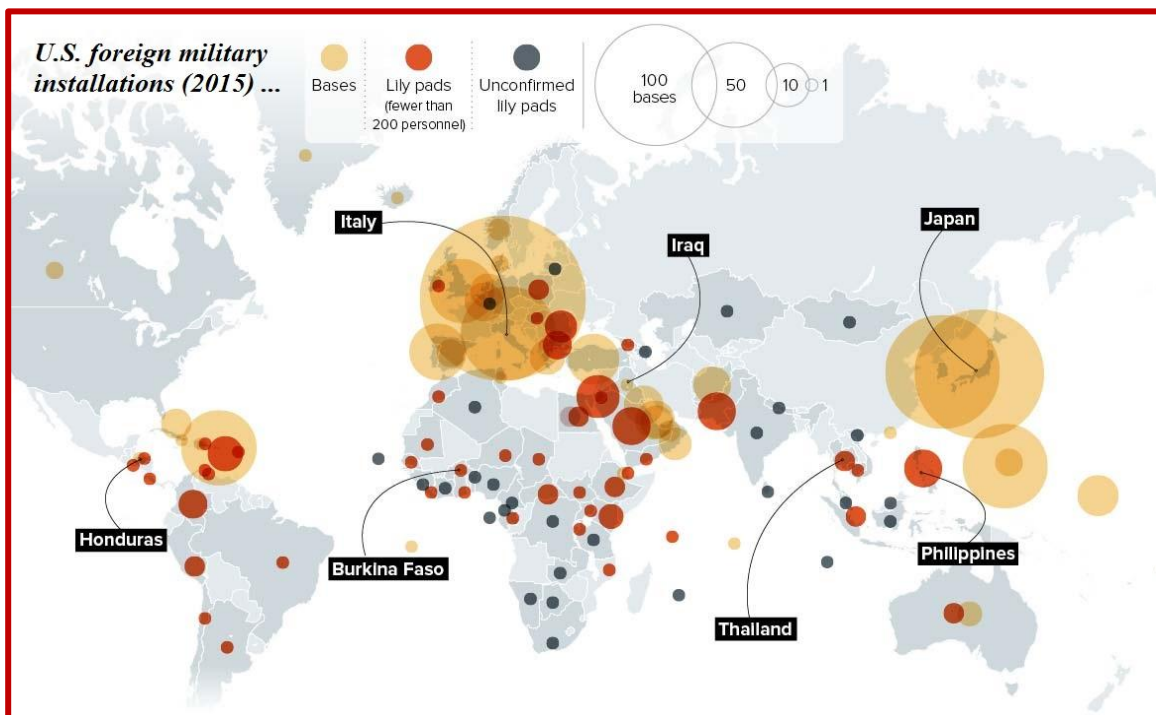 U.S. foreign military
installations (2015) ...
Bases
Lily pads
(fewer than
200 personnel)
Unconfirmed
lily pads
100
bases
50
10
1
Italy
Iraq
Japan
Honduras
Burkina Faso
Thailand
Philippines